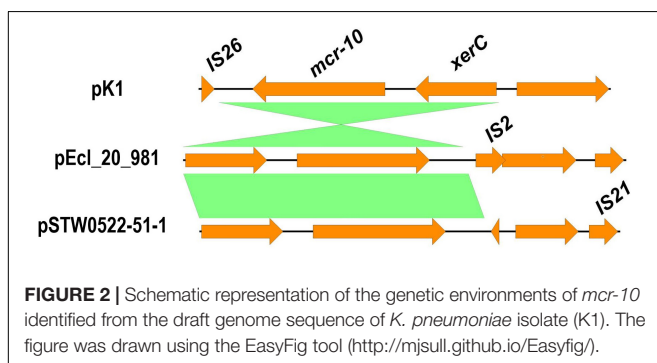 IS26
mcr-10
xerC
pK1
IS2
pEcl_20_981
IS21
pSTW0522-51-1
FIGURE 2 | Schematic representation of the genetic environments of mcr-10
identified from the draft genome sequence of K. pneumoniae isolate (K1). The
figure was drawn using the EasyFig tool (http://mjsull.github.io/Easyfig/).